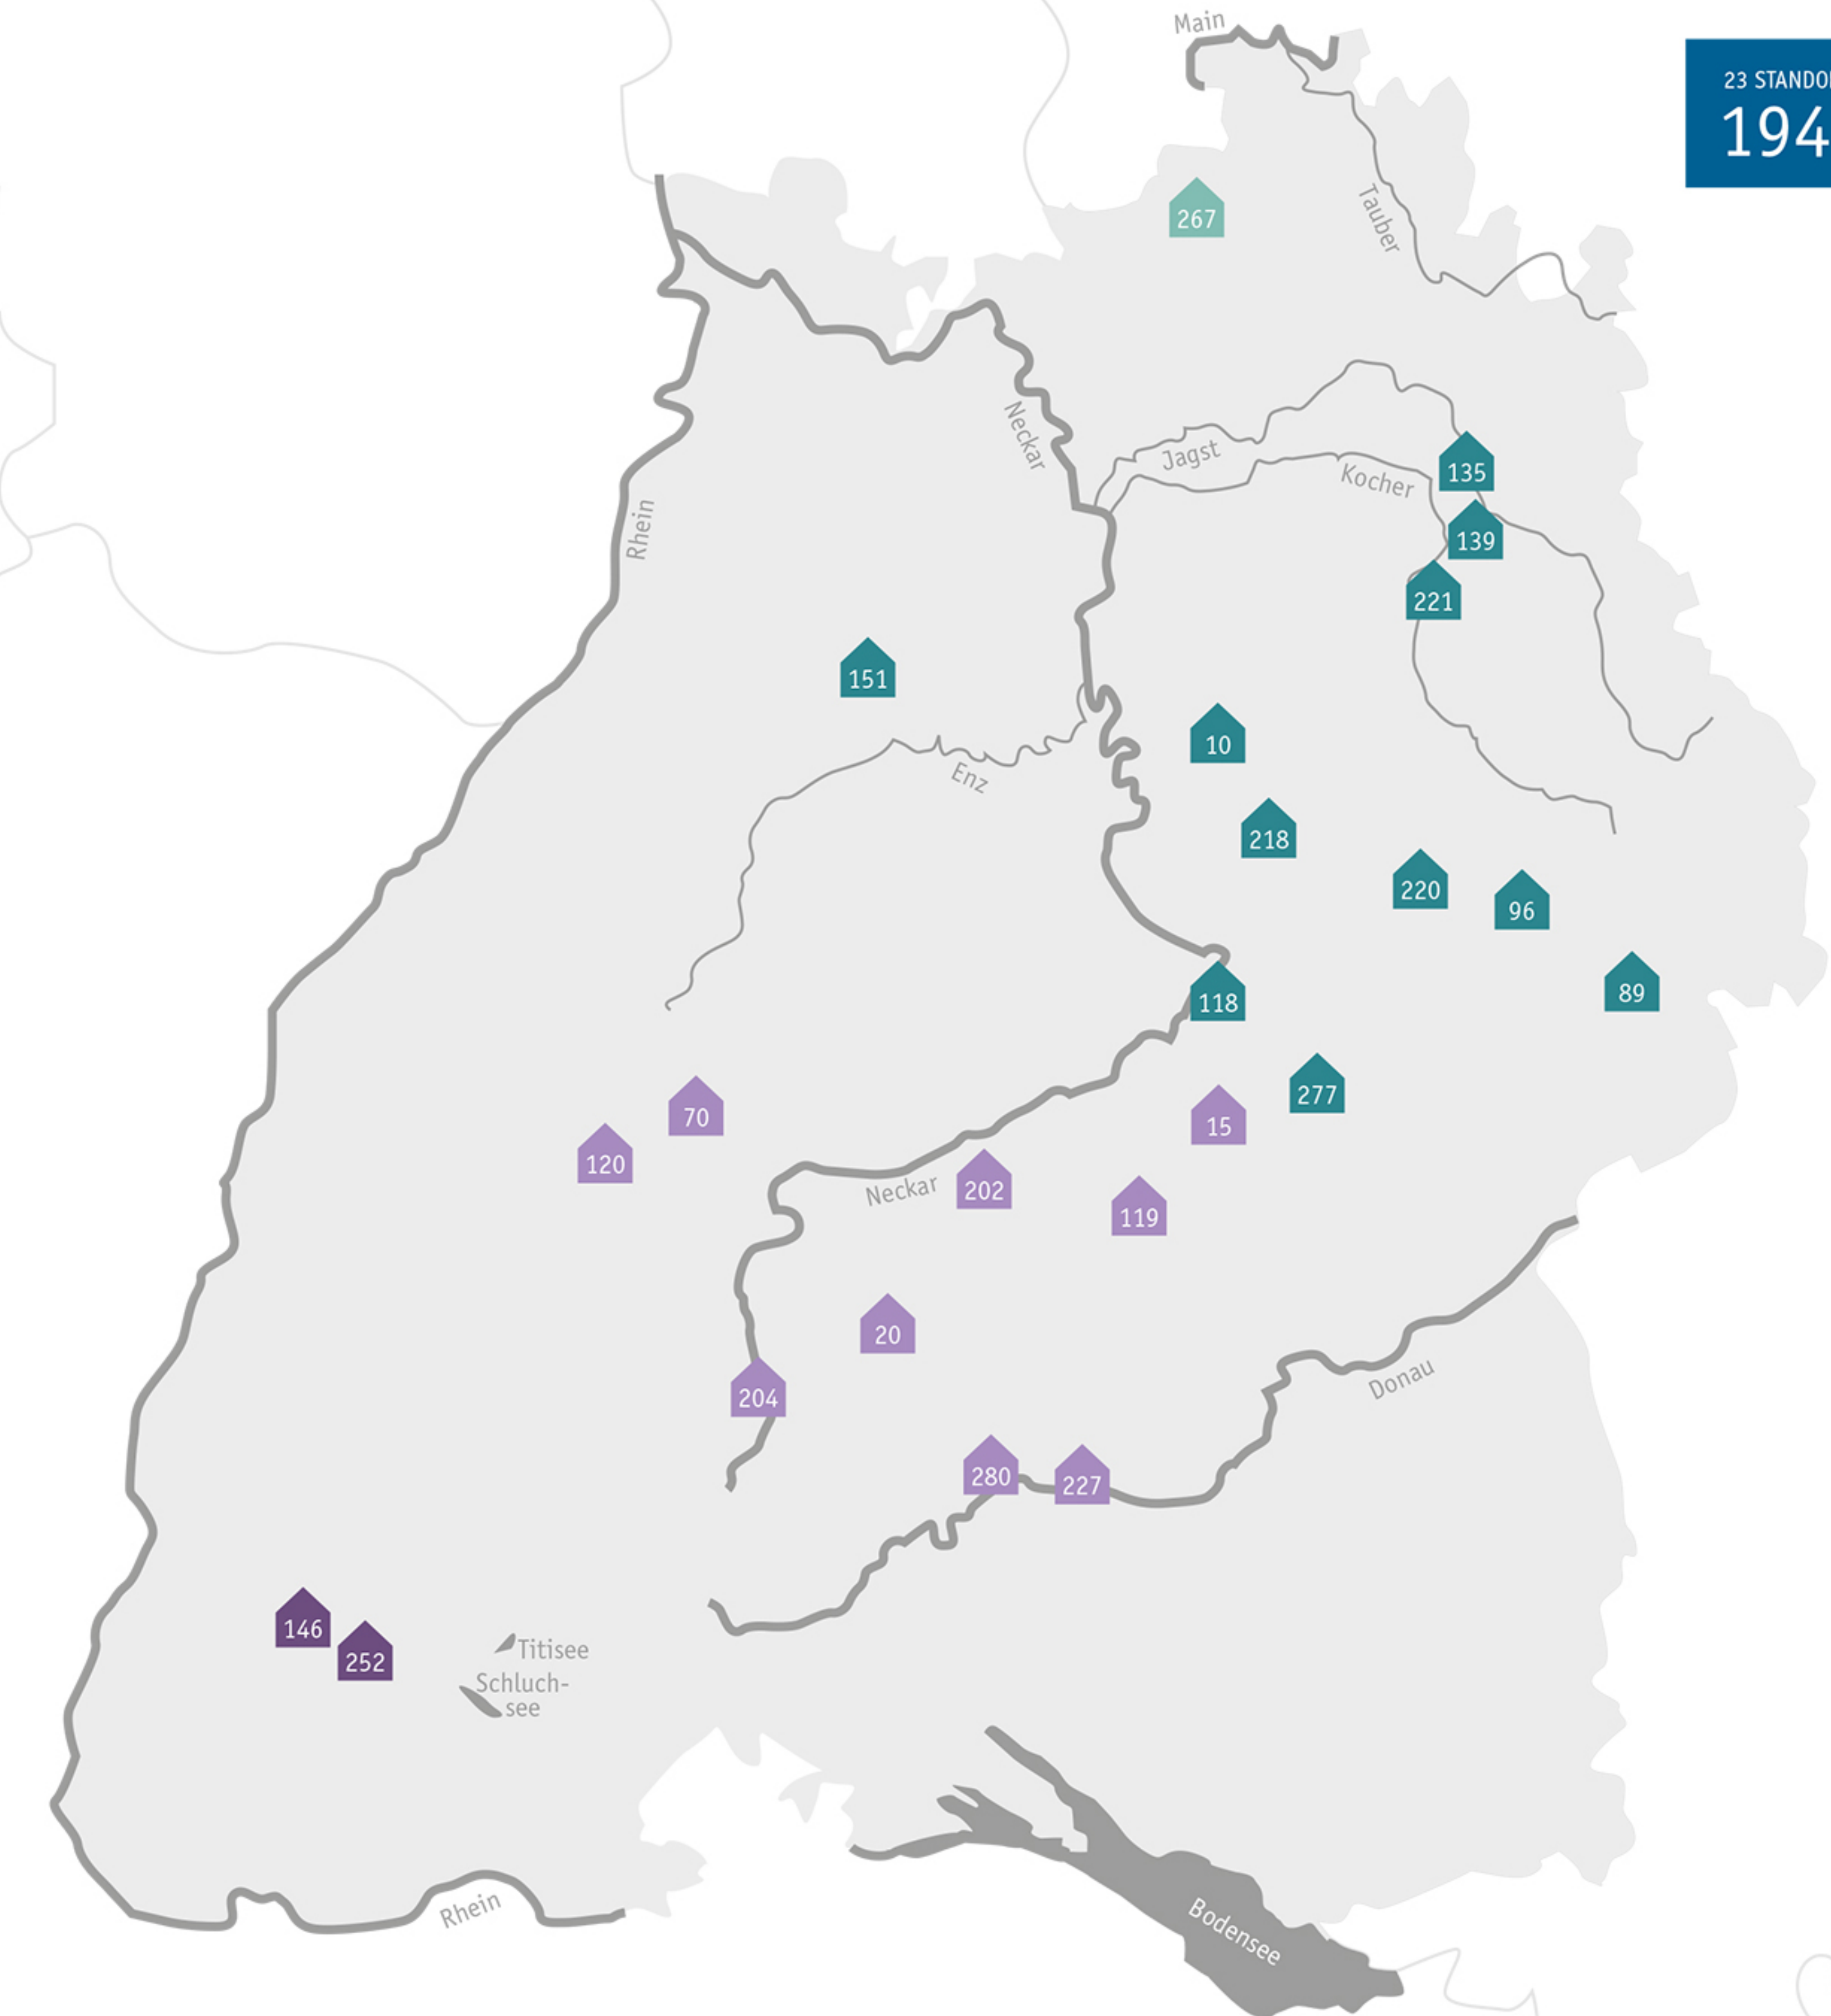 Main
23 STANDO
194
Tauber
267
Neckar
Jagst
Kocher
135
Rhein
139
221
151
10
Enz
218
220
96
89
118
277
70
15
120
Neckar
202
119
20
Donau
204
280
227
146
252
Titisee
Schluch-
see
Rhein
Bodensee